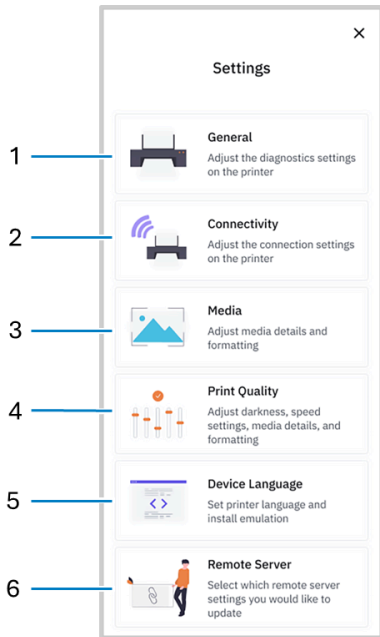 Settings
1
General
Adjust the diagnostics settings
on the printer
2
Connectivity
Adjust the connection settings
on the printer
3
Media
Adjust media details and
formatting
4
Print Quality
Adjust darkness, speed
settings, media details, and
formatting
5
Device Language
Set printer language and
install emulation
6
Remote Server
Select which remote server
settings you would like to
update